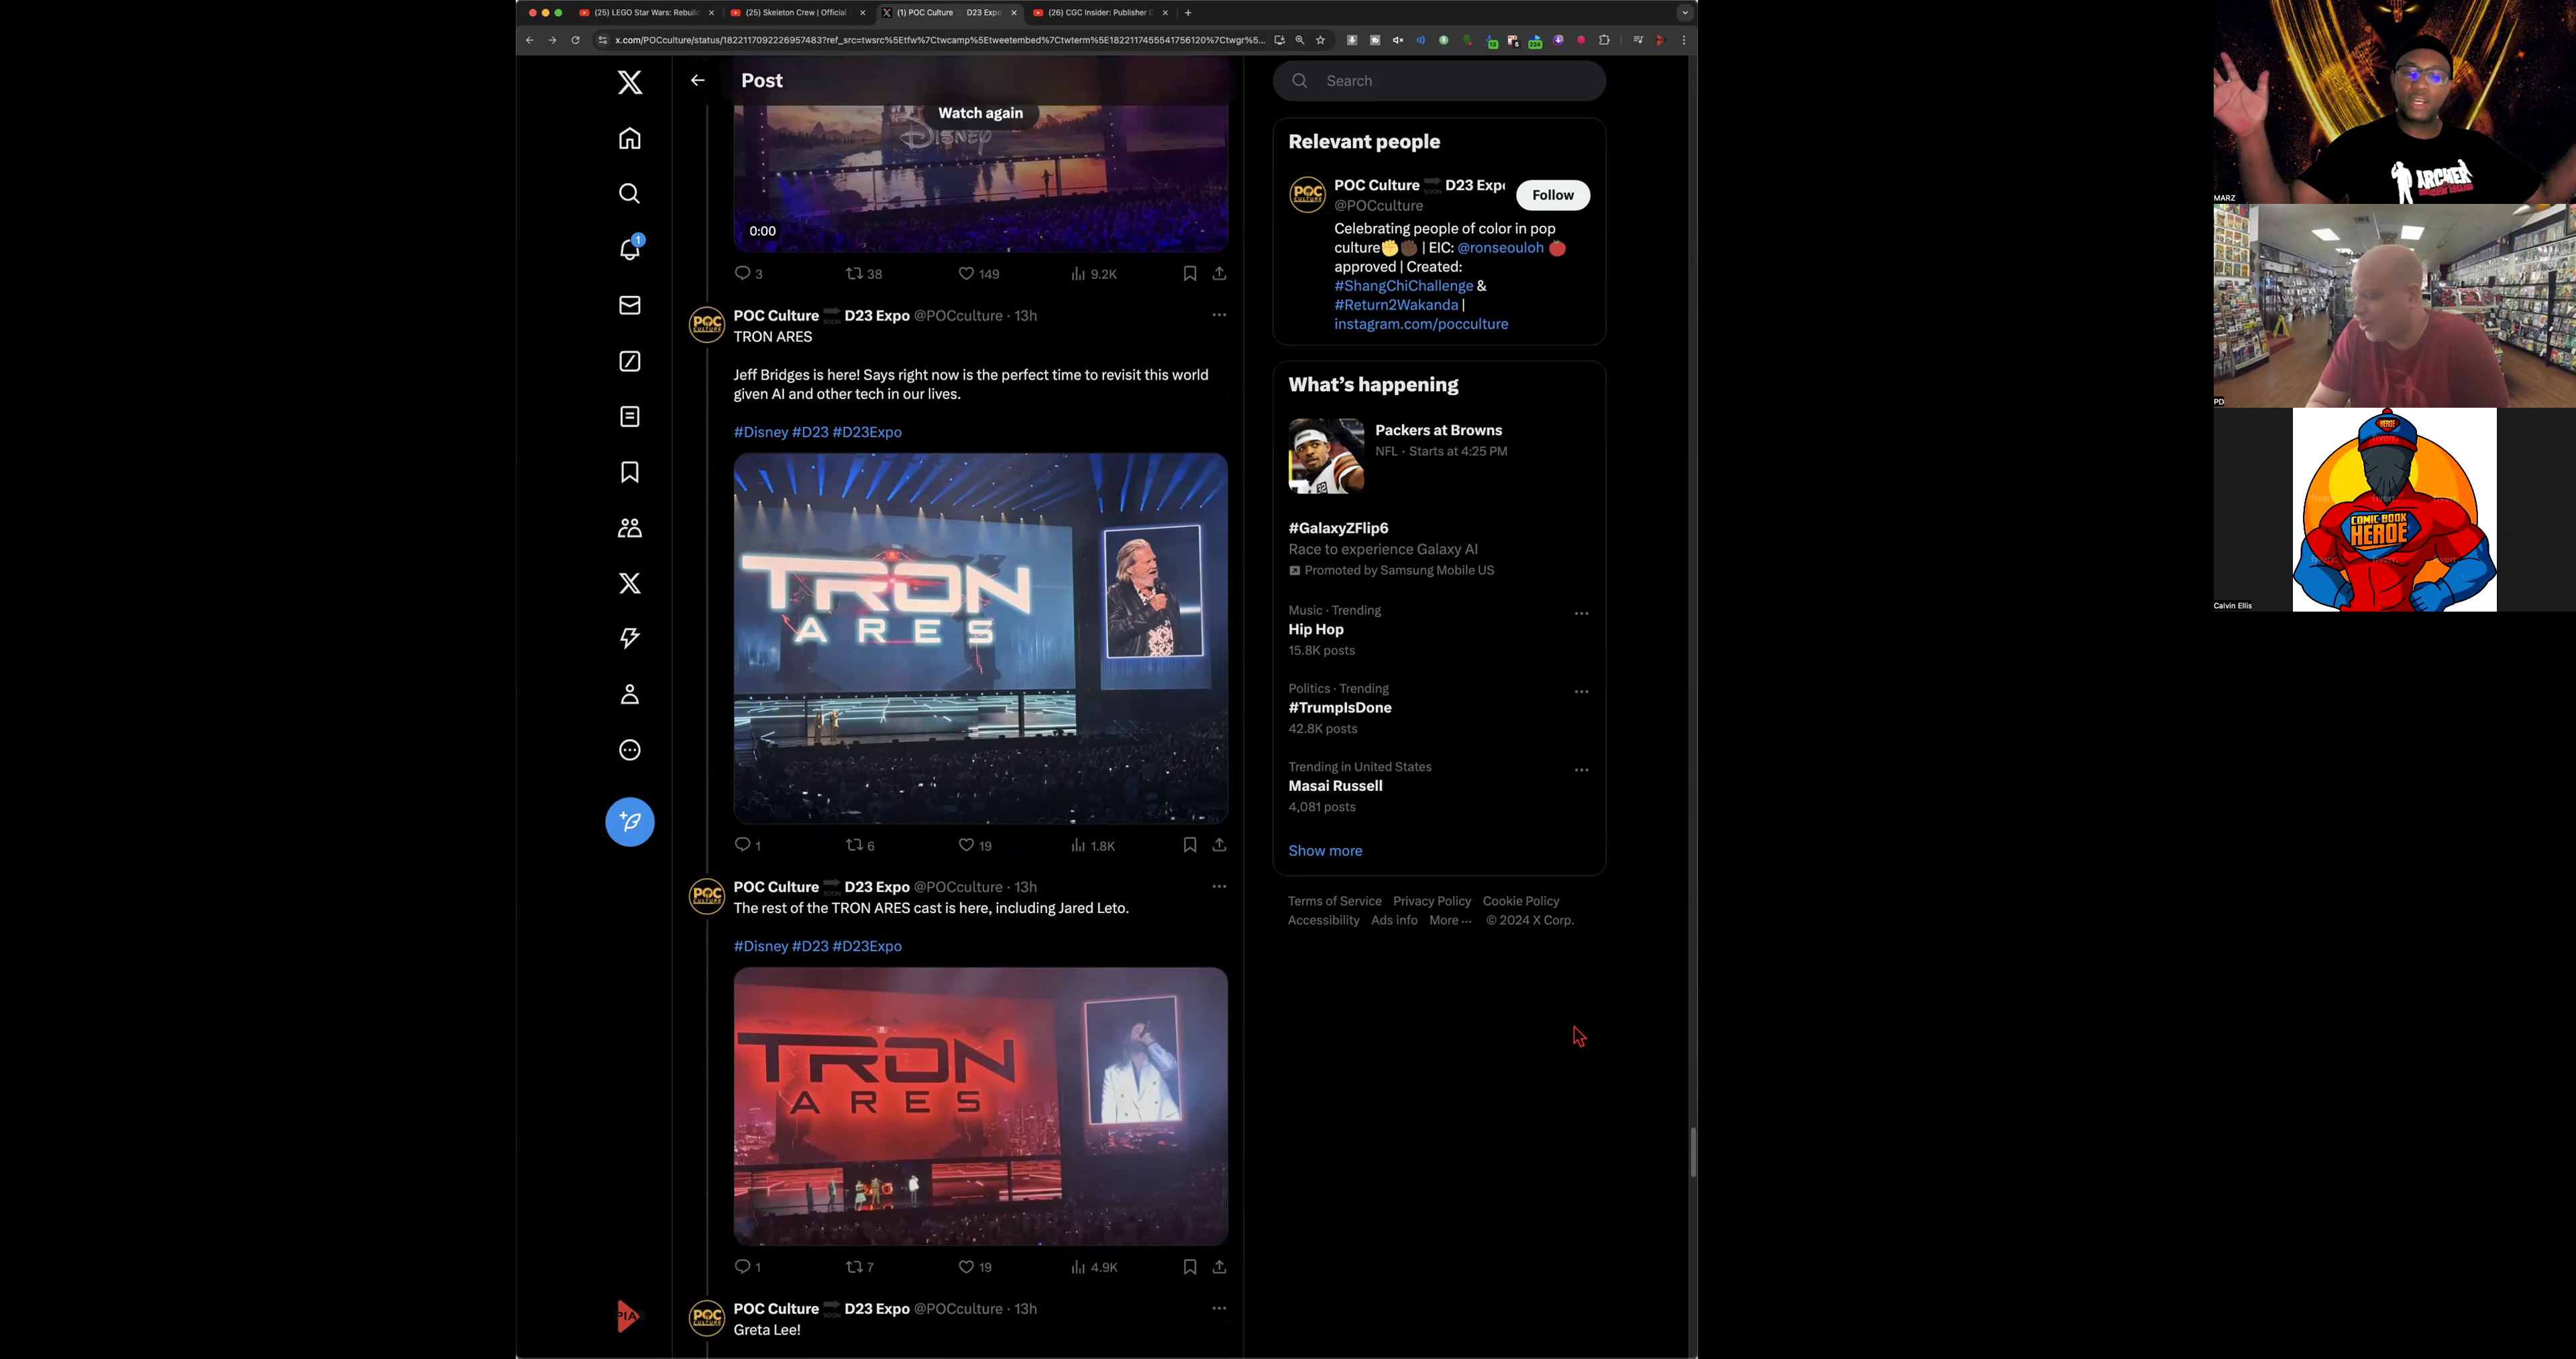 (25) LEGO Star Wars: Rebuil
(25) Skeleton Crew | Official
(1) POC Culture D23 Expo
(26) CGC Insider: Publisher D
x.com/POCculture/status/1822117092226957483?ref_src=twsrc%5Etfw%7Ctwcamp%5Etweetembed%7Ctwterm%5E1822117455541756120%7Ctwgr%5...
Post
Search
Watch again
DISNEY
0:00
3 38 149 9.2K
POC Culture SOON D23 Expo @POCculture · 13h
TRON ARES
Jeff Bridges is here! Says right now is the perfect time to revisit this world
given AI and other tech in our lives.
#Disney #D23 #D23Expo
TRON
ARES
1 6 19 1.8K
POC Culture SOON D23 Expo @POCculture · 13h
The rest of the TRON ARES cast is here, including Jared Leto.
#Disney #D23 #D23Expo
TRON
ARES
1 7 19 4.9K
POC Culture SOON D23 Expo @POCculture · 13h
Greta Lee!
Relevant people
POC Culture SOON D23 Exp
@POCculture
Follow
Celebrating people of color in pop
culture✊✊🏿 | EIC: @ronseouloh 🍅
approved | Created:
#ShangChiChallenge &
#Return2Wakanda |
instagram.com/pocculture
What's happening
Packers at Browns
NFL · Starts at 4:25 PM
#GalaxyZFlip6
Race to experience Galaxy AI
Promoted by Samsung Mobile US
Music · Trending
Hip Hop
15.8K posts
Politics · Trending
#TrumpIsDone
42.8K posts
Trending in United States
Masai Russell
4,081 posts
Show more
Terms of Service Privacy Policy Cookie Policy
Accessibility Ads info More ··· © 2024 X Corp.
PIA
ARCHER
MARZ
PD
HEROE
COMIC BOOK
HEROE
Calvin Ellis